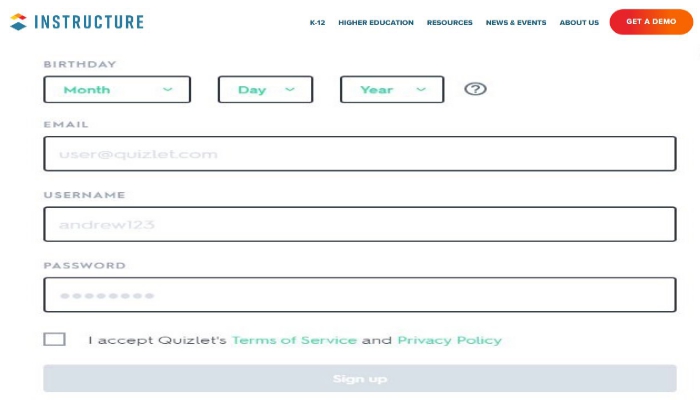 INSTRUCTURE
K-12 HIGHER EDUCATION RESOURCES NEWS & EVENTS ABOUT US GET A DEMO
BIRTHDAY
Month Day Year ?
EMAIL
user@quizlet.com
USERNAME
andrew123
PASSWORD
●●●●●●●●
I accept Quizlet's Terms of Service and Privacy Policy
Sign up